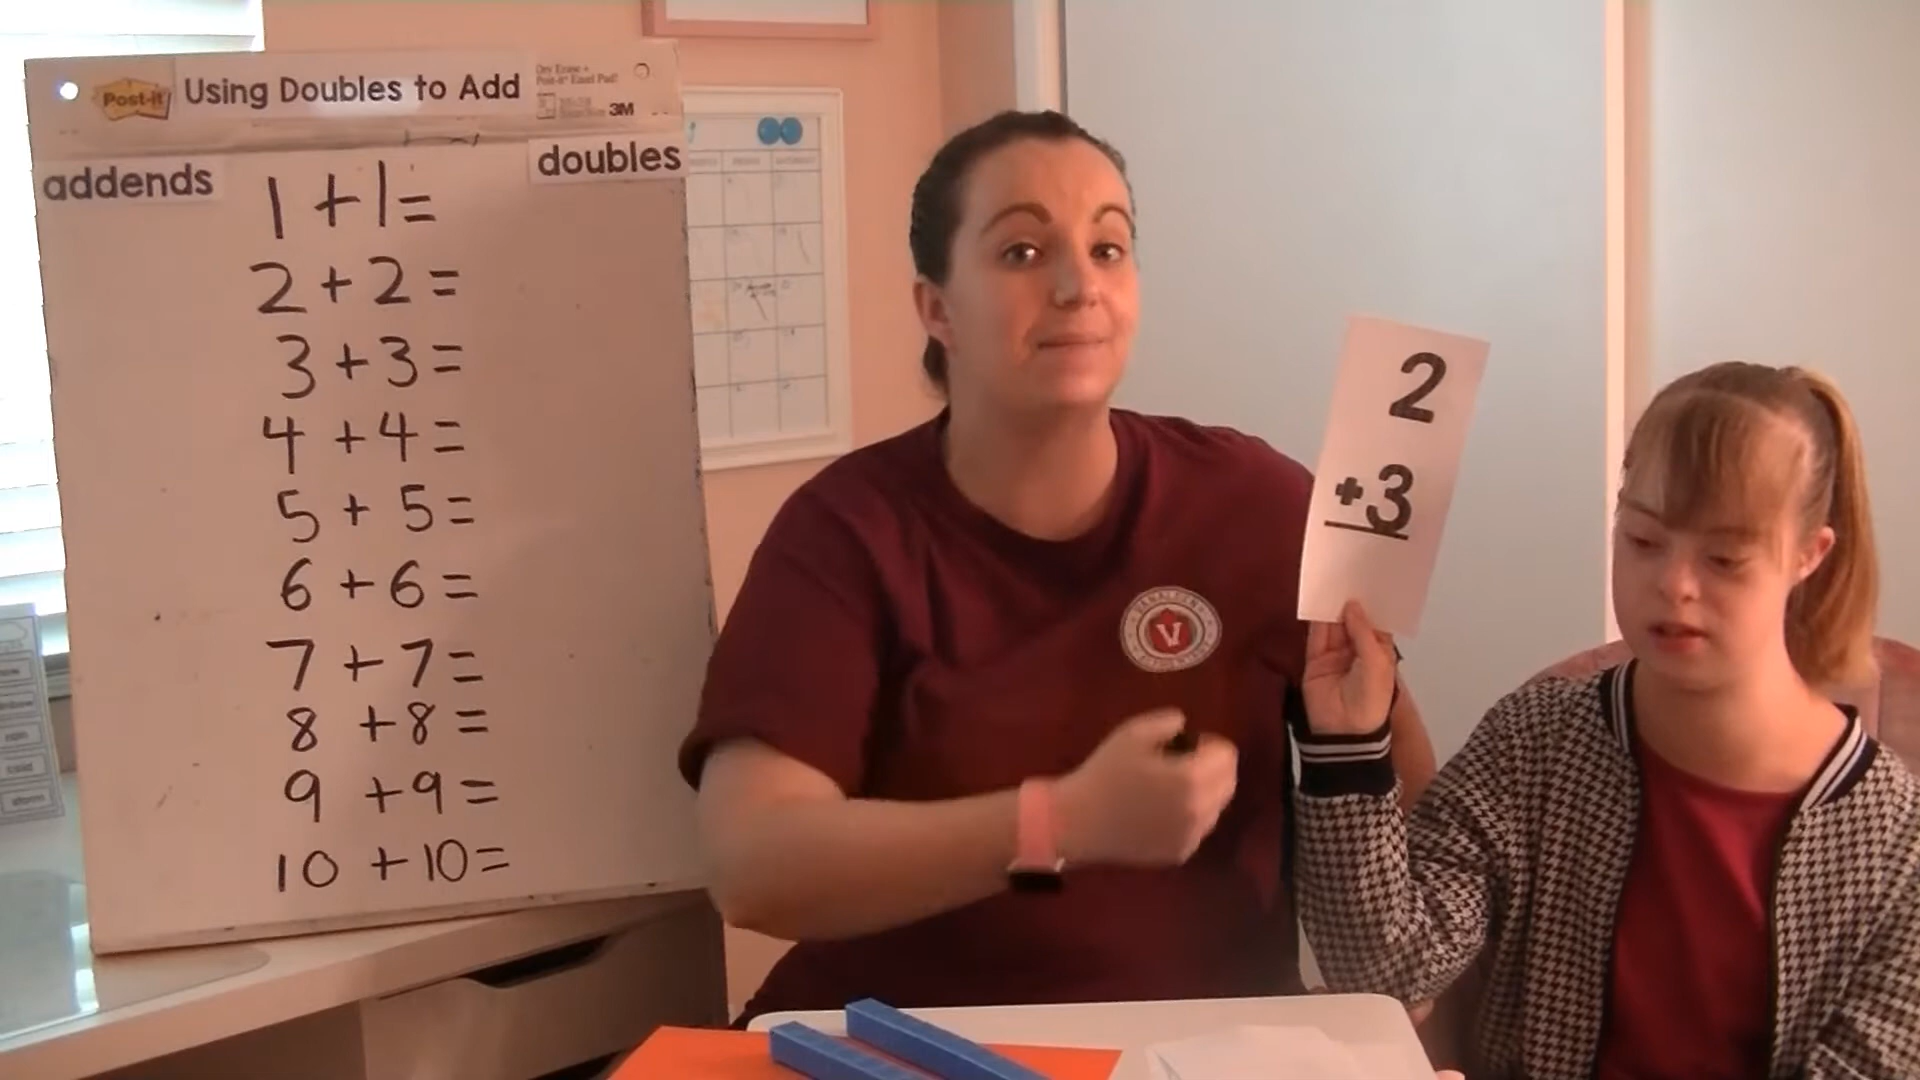 Post-it
Using Doubles to Add
3M
addends
doubles
1 + 1 =
2 + 2 =
3 + 3 =
4 + 4 =
5 + 5 =
6 + 6 =
7 + 7 =
8 + 8 =
9 + 9 =
10 + 10 =
2
+3
V